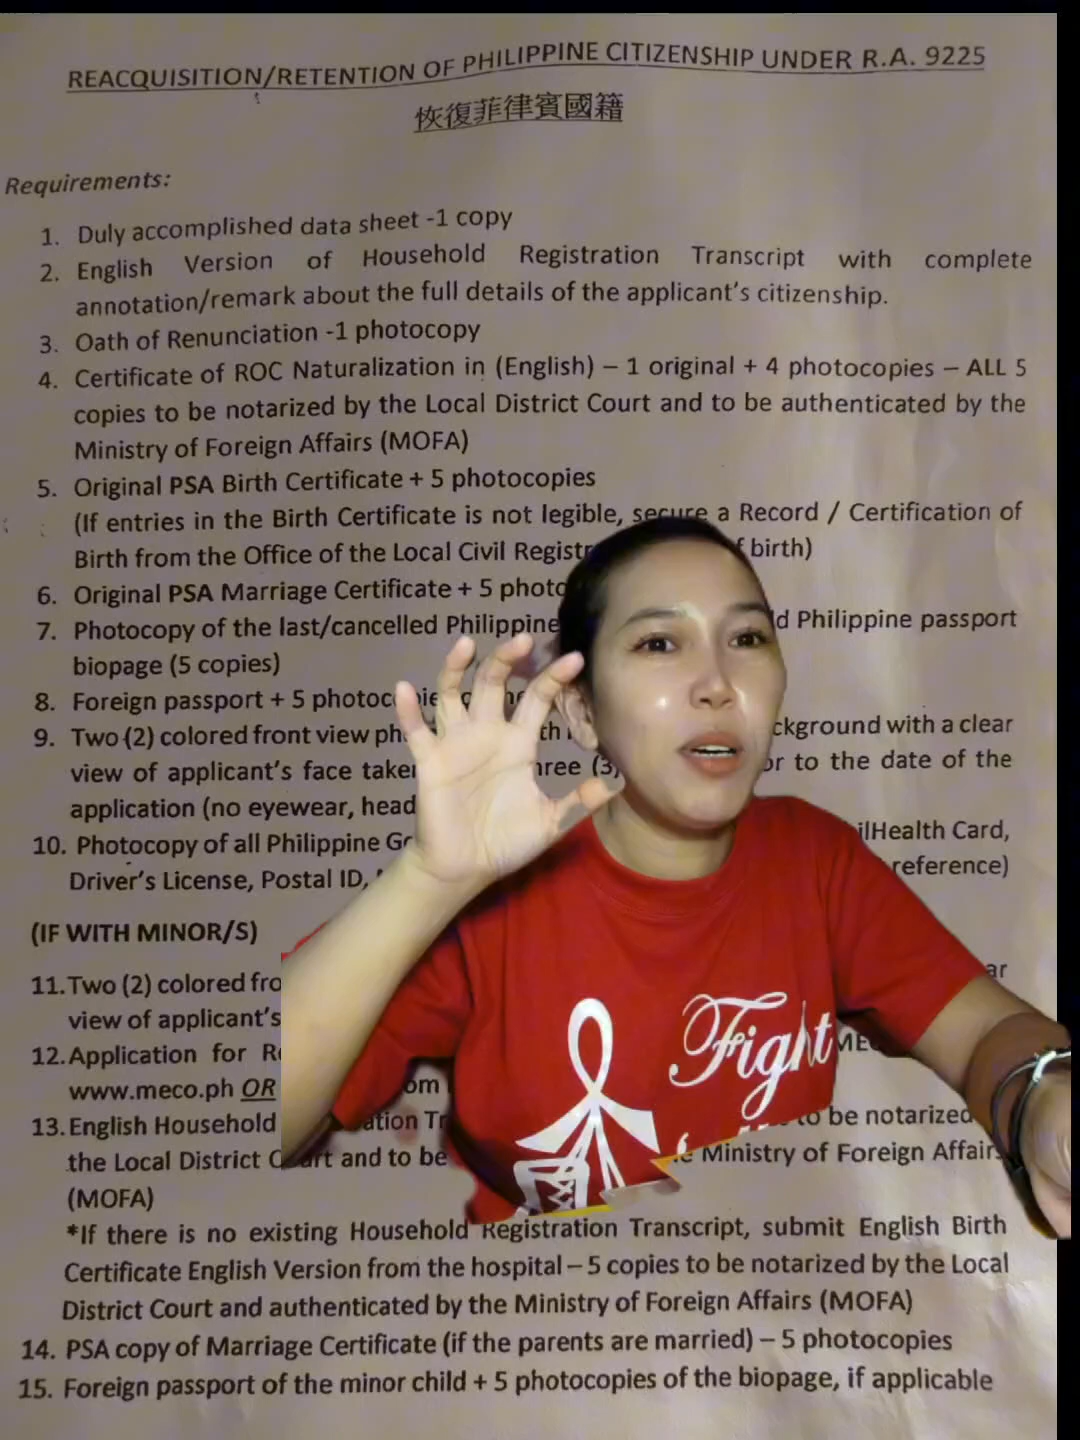 REACQUISITION/RETENTION OF PHILIPPINE CITIZENSHIP UNDER R.A. 9225
恢復菲律賓國籍
Requirements:
1. Duly accomplished data sheet -1 copy
2. English Version of Household Registration Transcript with complete
annotation/remark about the full details of the applicant's citizenship.
3. Oath of Renunciation -1 photocopy
4. Certificate of ROC Naturalization in (English) – 1 original + 4 photocopies – ALL 5
copies to be notarized by the Local District Court and to be authenticated by the
Ministry of Foreign Affairs (MOFA)
5. Original PSA Birth Certificate + 5 photocopies
(If entries in the Birth Certificate is not legible, secure a Record / Certification of
Birth from the Office of the Local Civil birth)
6. Original PSA Marriage Certificate + 5
7. Photocopy of the last/cancelled Philippine Philippine passport
biopage (5 copies)
8. Foreign passport + 5
9. Two (2) colored front view with a clear
view of applicant's face (3) to the date of the
application (no eyewear,
10. Photocopy of all Philippine Card,
Driver's License, Postal ID, reference)
(IF WITH MINOR/S)
11. Two (2) colored
view of applicant's
12. Application for
www.meco.ph OR
13. English Household to be notarized
the Local District Court and to be Ministry of Foreign Affairs
(MOFA)
*If there is no existing Household Registration Transcript, submit English Birth
Certificate English Version from the hospital – 5 copies to be notarized by the Local
District Court and authenticated by the Ministry of Foreign Affairs (MOFA)
14. PSA copy of Marriage Certificate (if the parents are married) – 5 photocopies
15. Foreign passport of the minor child + 5 photocopies of the biopage, if applicable
Fight